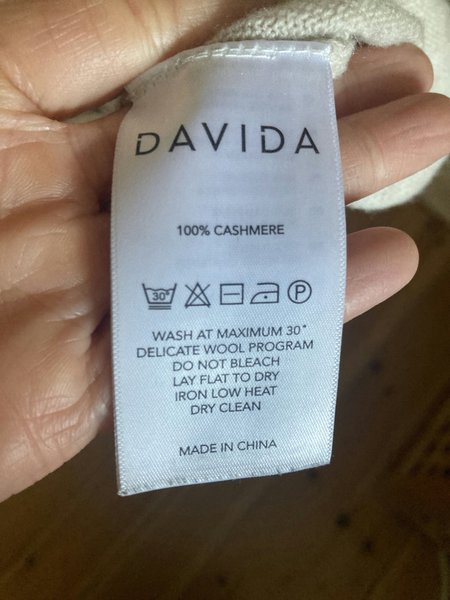 DAVIDA
100% CASHMERE
30° P
WASH AT MAXIMUM 30°
DELICATE WOOL PROGRAM
DO NOT BLEACH
LAY FLAT TO DRY
IRON LOW HEAT
DRY CLEAN
MADE IN CHINA